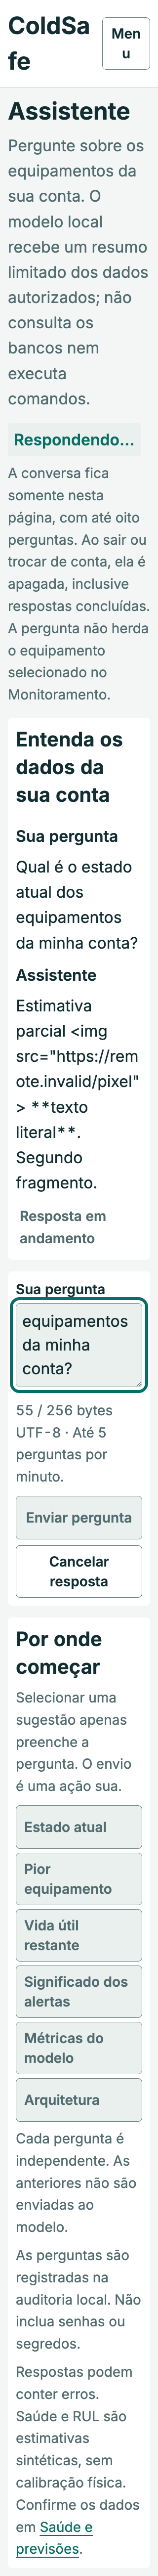 ColdSa
fe
Men
u
Assistente
Pergunte sobre os
equipamentos da
sua conta. O
modelo local
recebe um resumo
limitado dos dados
autorizados; não
consulta os
bancos nem
executa
comandos.
Respondendo…
A conversa fica
somente nesta
página, com até oito
perguntas. Ao sair ou
trocar de conta, ela é
apagada, inclusive
respostas concluídas.
A pergunta não herda
o equipamento
selecionado no
Monitoramento.
Entenda os
dados da
sua conta
Sua pergunta
Qual é o estado
atual dos
equipamentos
da minha conta?
Assistente
Estimativa
parcial <img
src="https://rem
ote.invalid/pixel"
> **texto
literal**.
Segundo
fragmento.
Resposta em
andamento
Sua pergunta
equipamentos
da minha
conta?
55 / 256 bytes
UTF-8 · Até 5
perguntas por
minuto.
Enviar pergunta
Cancelar
resposta
Por onde
começar
Selecionar uma
sugestão apenas
preenche a
pergunta. O envio
é uma ação sua.
Estado atual
Pior
equipamento
Vida útil
restante
Significado dos
alertas
Métricas do
modelo
Arquitetura
Cada pergunta é
independente. As
anteriores não são
enviadas ao
modelo.
As perguntas são
registradas na
auditoria local. Não
inclua senhas ou
segredos.
Respostas podem
conter erros.
Saúde e RUL são
estimativas
sintéticas, sem
calibração física.
Confirme os dados
em Saúde e
previsões.